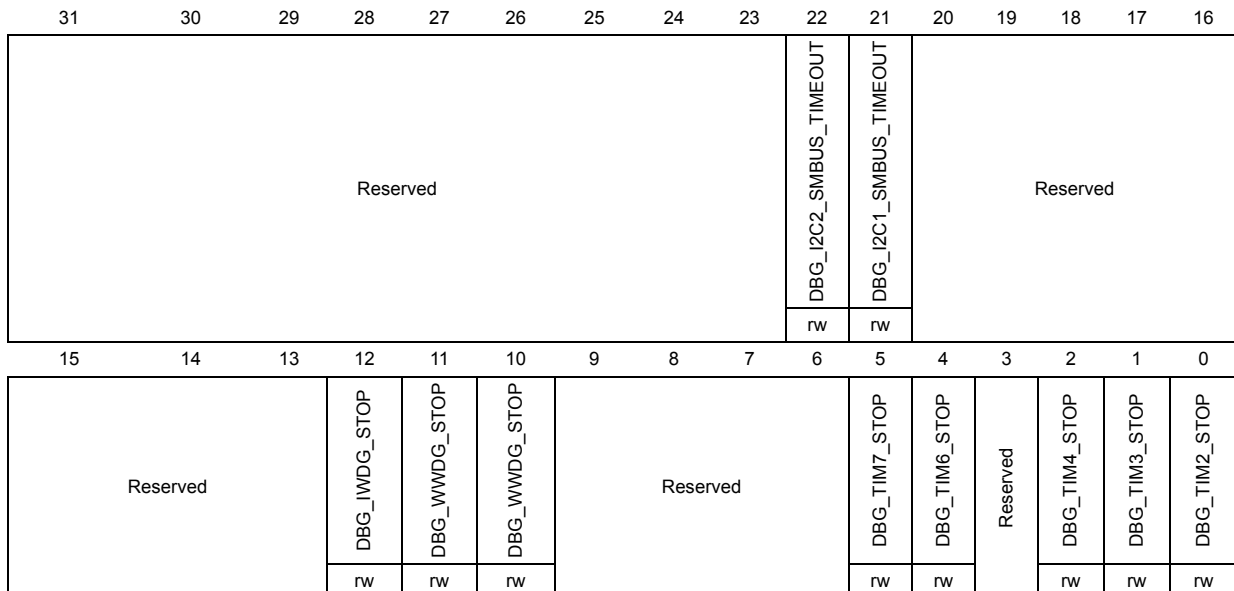 31 30 29 28 27 26 25 24 23 22 21 20 19 18 17 16
Reserved
DBG_I2C2_SMBUS_TIMEOUT
DBG_I2C1_SMBUS_TIMEOUT
Reserved
rw rw
15 14 13 12 11 10 9 8 7 6 5 4 3 2 1 0
Reserved
DBG_IWDG_STOP
DBG_WWDG_STOP
DBG_WWDG_STOP
Reserved
DBG_TIM7_STOP
DBG_TIM6_STOP
Reserved
DBG_TIM4_STOP
DBG_TIM3_STOP
DBG_TIM2_STOP
rw rw rw rw rw rw rw rw